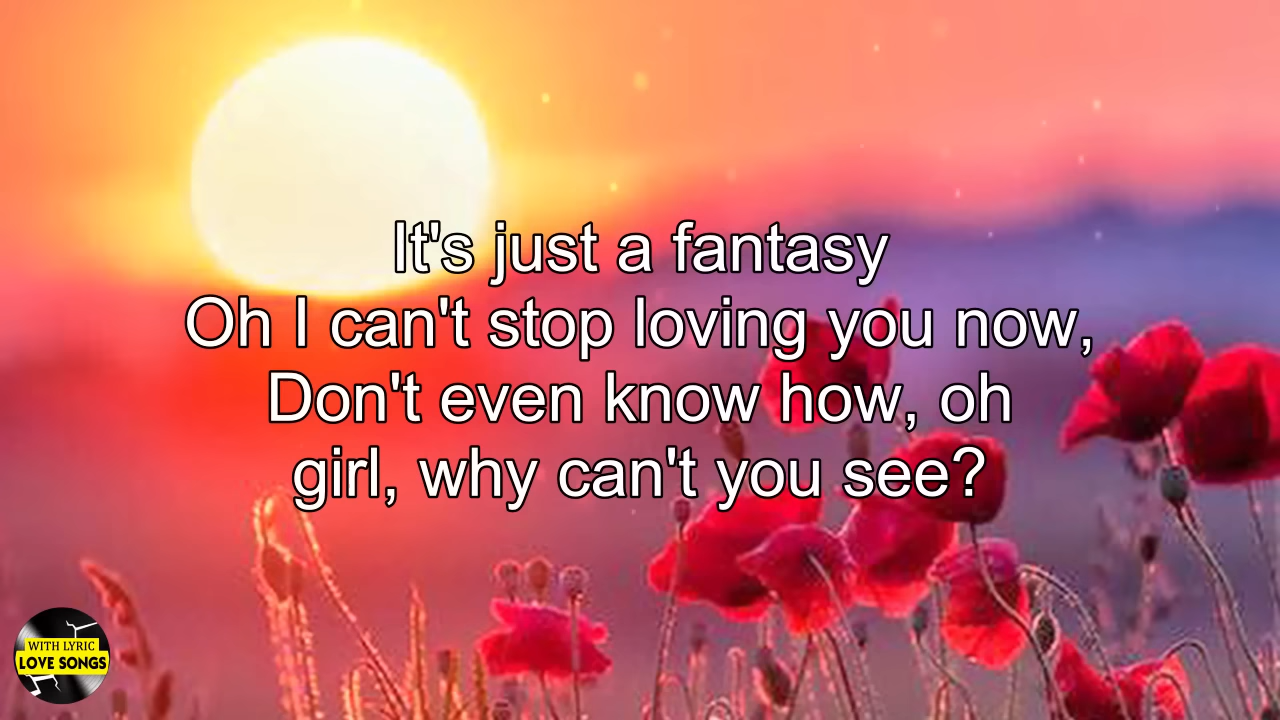 It's just a fantasy
Oh I can't stop loving you now,
Don't even know how, oh
girl, why can't you see?
WITH LYRIC
LOVE SONGS